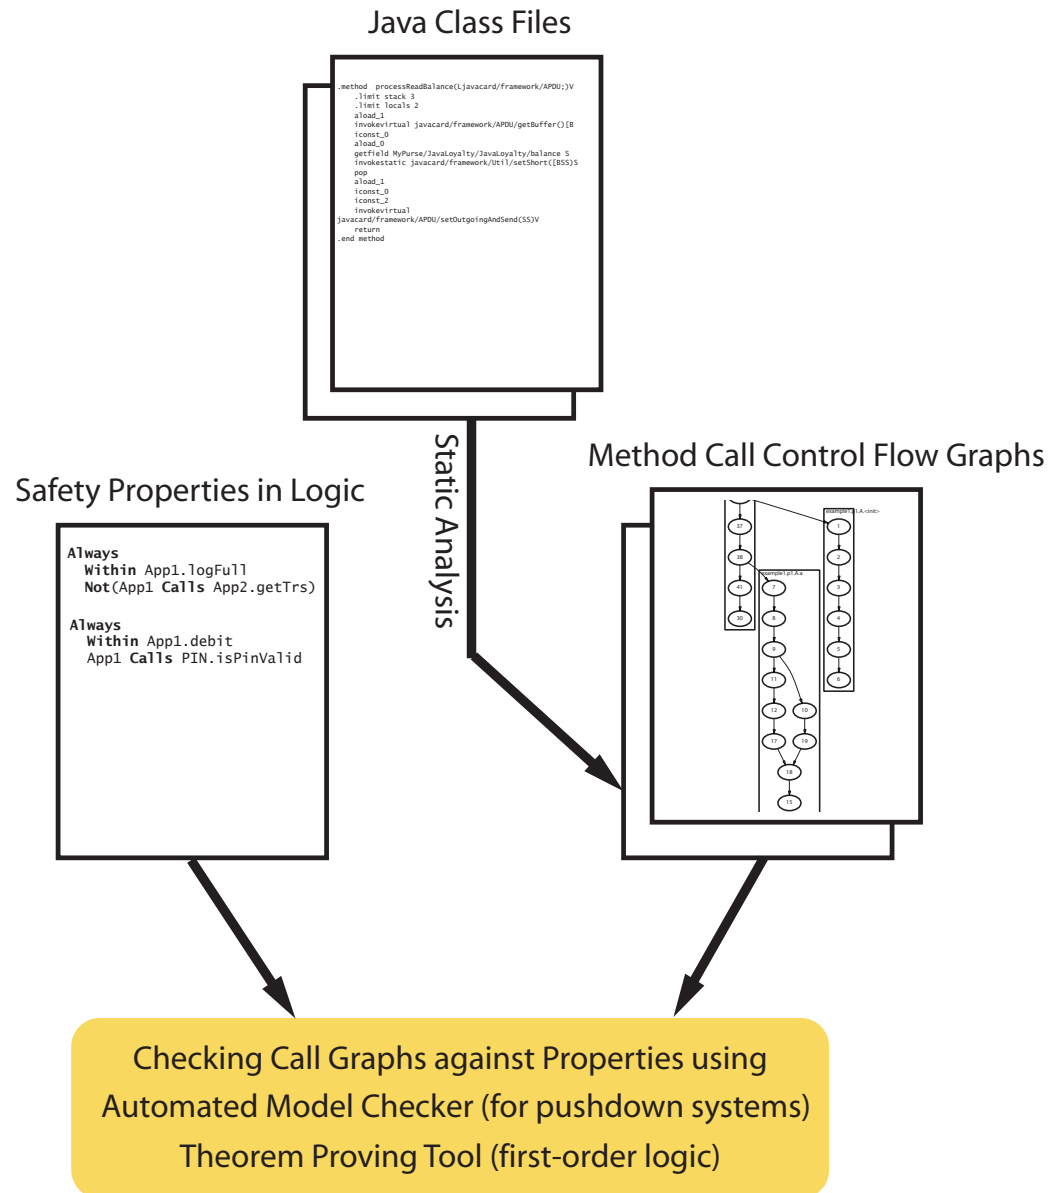 Java Class Files
.method  processReadBalance(Ljavacard/framework/APDU;)V
.limit stack 3
.limit locals 2
aload_1
invokevirtual javacard/framework/APDU/getBuffer()[B
iconst_0
aload_0
getfield MyPurse/JavaLoyalty/JavaLoyalty/balance S
invokestatic javacard/framework/Util/setShort([BSS)S
pop
aload_1
iconst_0
iconst_2
invokevirtual
javacard/framework/APDU/setOutgoingAndSend(SS)V
return
.end method
Static Analysis
Safety Properties in Logic
Always
Within App1.logFull
Not(App1 Calls App2.getTrs)
Always
Within App1.debit
App1 Calls PIN.isPinValid
Method Call Control Flow Graphs
example1.p1.A.<init>
37
1
38
2
example1.p1.A.a
41
7
3
30
8
4
9
5
11
6
12
10
17
19
18
15
Checking Call Graphs against Properties using
Automated Model Checker (for pushdown systems)
Theorem Proving Tool (first-order logic)